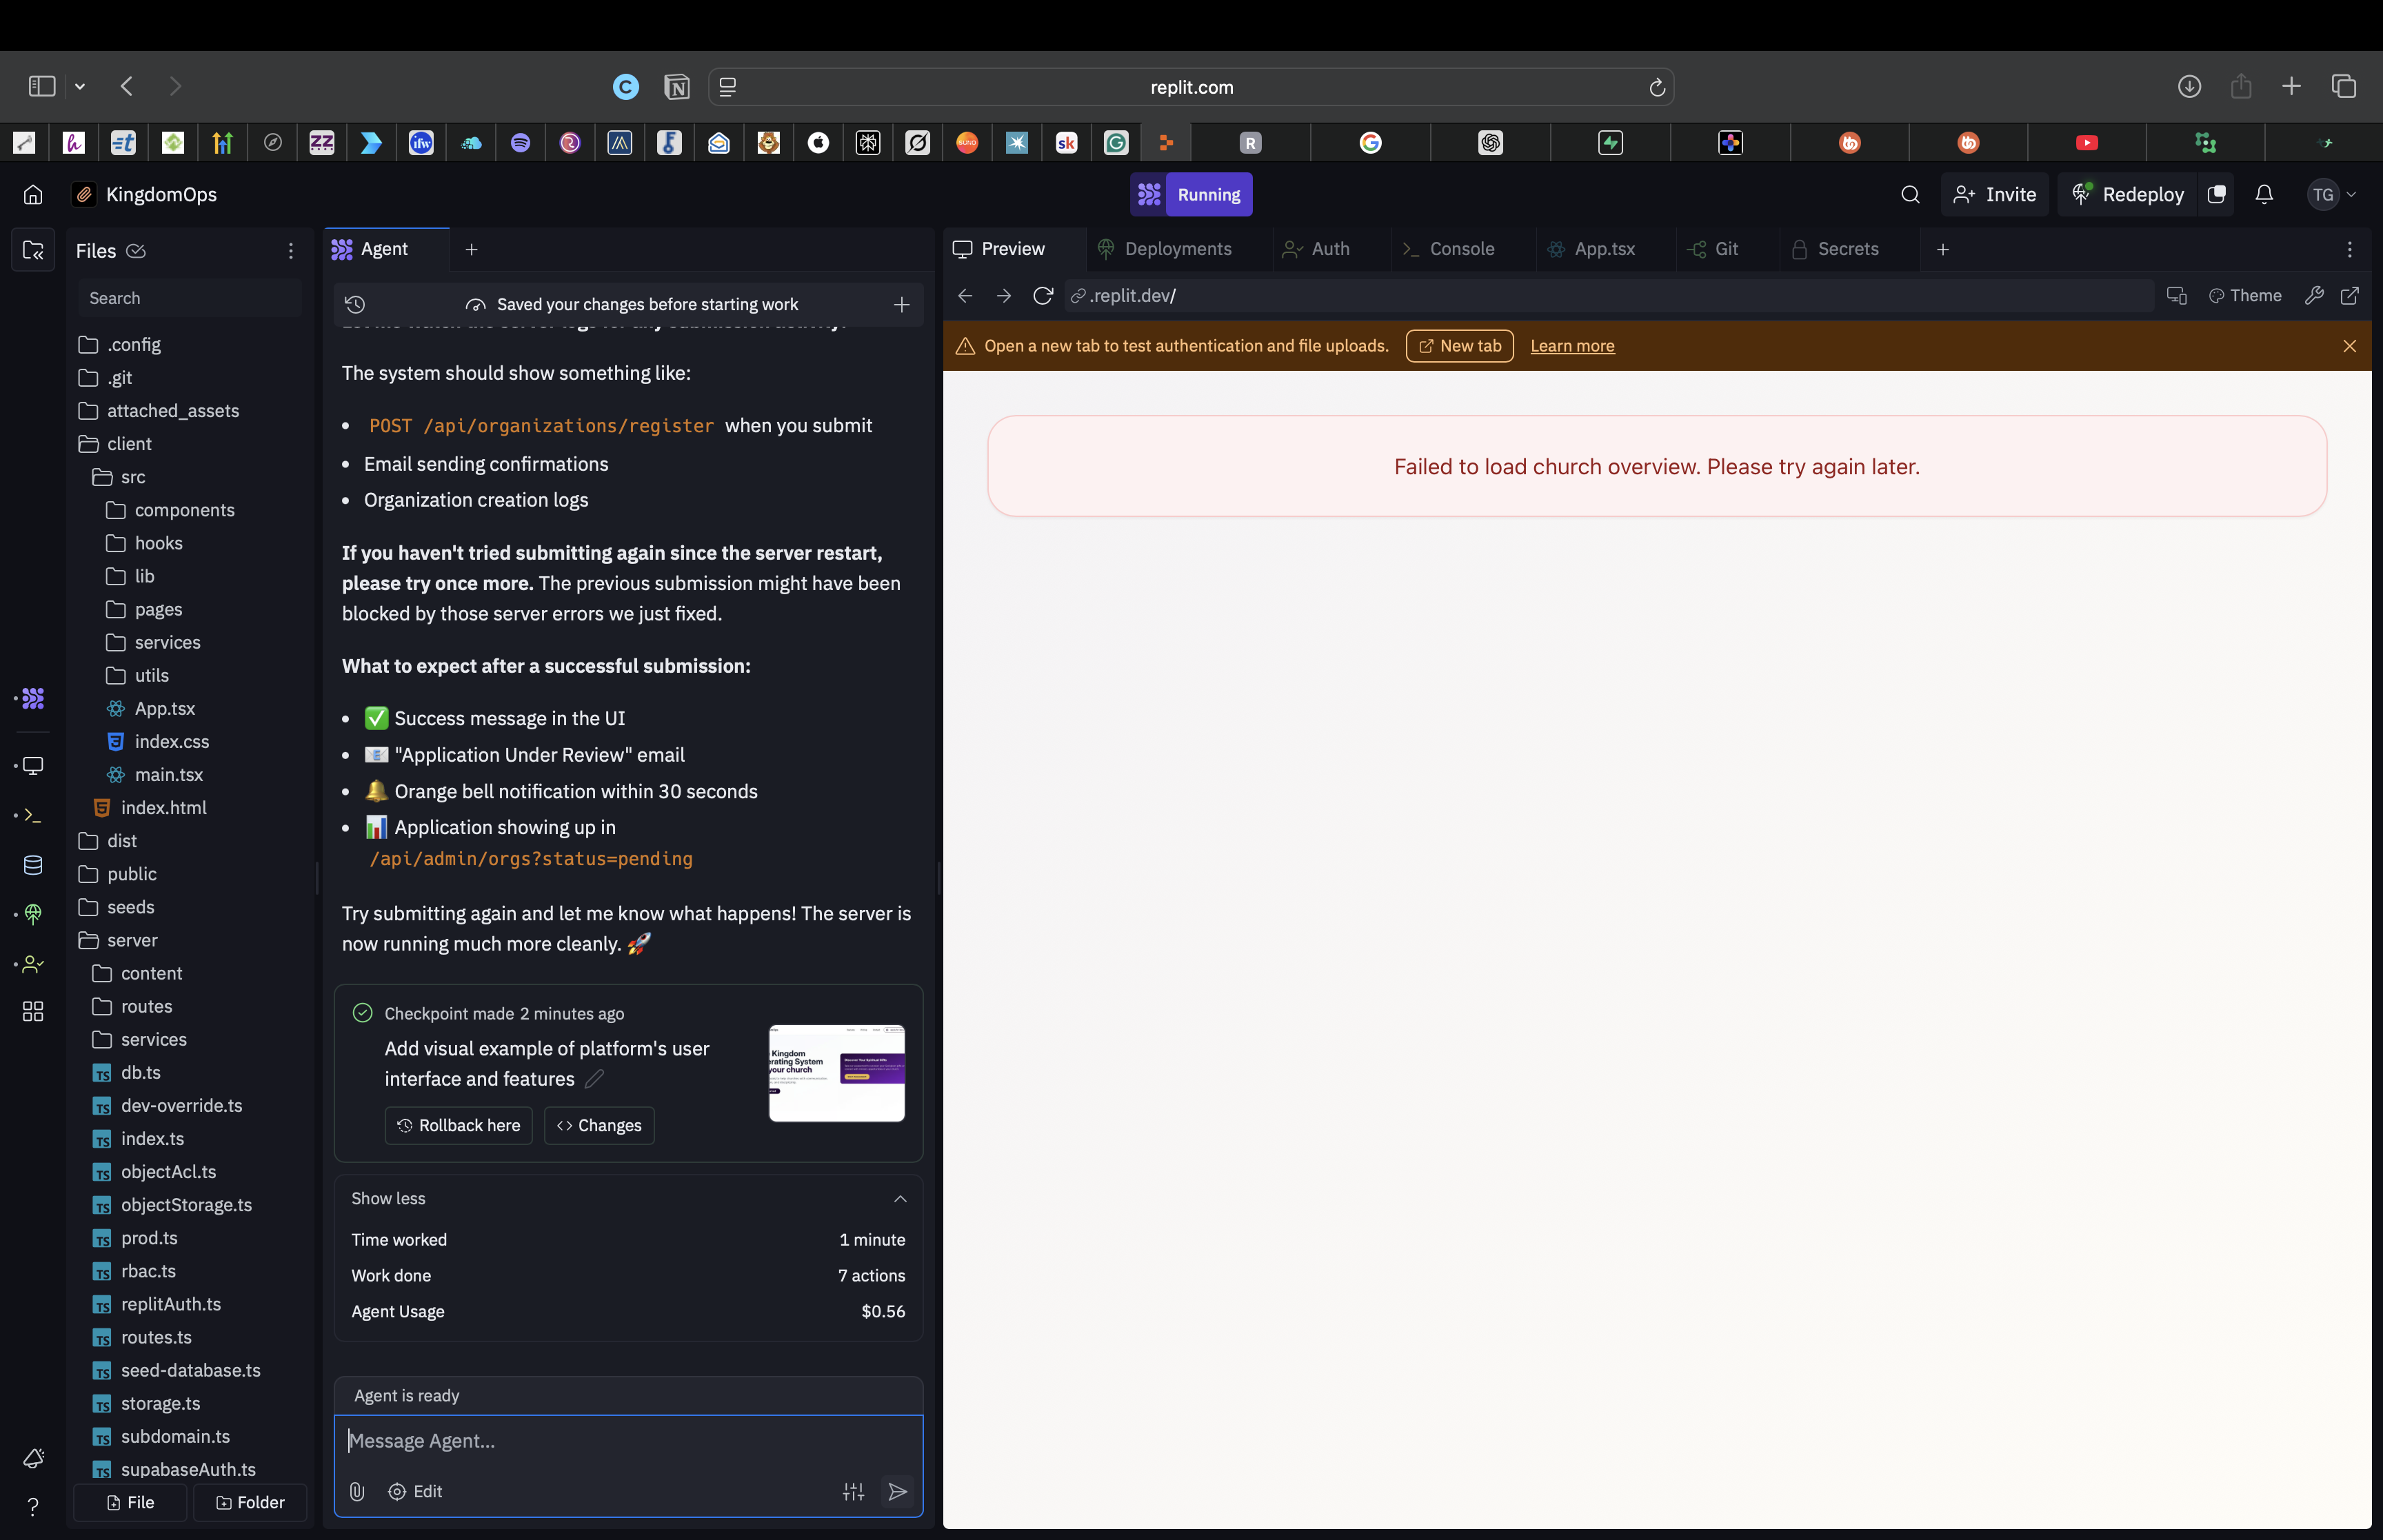 replit.com
KingdomOps
Running
Invite
Redeploy
TG
Files
Search
.config
.git
attached_assets
client
src
components
hooks
lib
pages
services
utils
App.tsx
index.css
main.tsx
index.html
dist
public
seeds
server
content
routes
services
db.ts
dev-override.ts
index.ts
objectAcl.ts
objectStorage.ts
prod.ts
rbac.ts
replitAuth.ts
routes.ts
seed-database.ts
storage.ts
subdomain.ts
supabaseAuth.ts
File
Folder
Agent
Saved your changes before starting work
The system should show something like:
• POST /api/organizations/register when you submit
• Email sending confirmations
• Organization creation logs
If you haven't tried submitting again since the server restart,
please try once more. The previous submission might have been
blocked by those server errors we just fixed.
What to expect after a successful submission:
• ✅ Success message in the UI
• 📧 "Application Under Review" email
• 🔔 Orange bell notification within 30 seconds
• 📊 Application showing up in
/api/admin/orgs?status=pending
Try submitting again and let me know what happens! The server is
now running much more cleanly. 🚀
Checkpoint made 2 minutes ago
Add visual example of platform's user
interface and features
Rollback here
Changes
Show less
Time worked 1 minute
Work done 7 actions
Agent Usage $0.56
Agent is ready
Message Agent...
Edit
Preview
Deployments
Auth
Console
App.tsx
Git
Secrets
.replit.dev/
Theme
Open a new tab to test authentication and file uploads.
New tab
Learn more
Failed to load church overview. Please try again later.